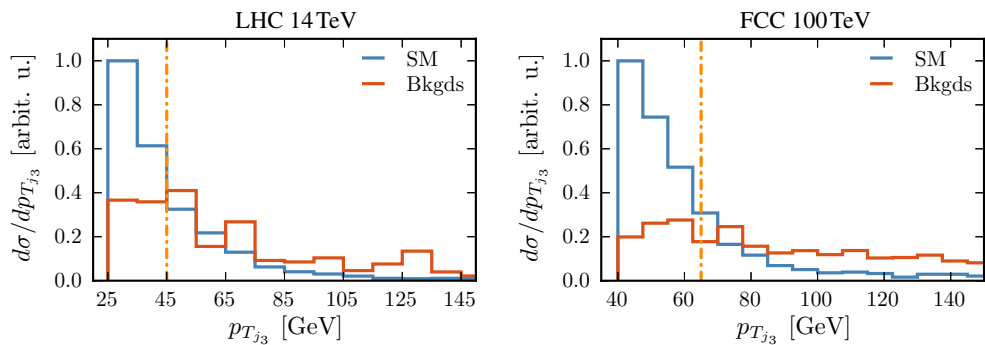 LHC 14 TeV
dσ/dp_{T_{j_3}} [arbit. u.]
1.0
0.8
0.6
0.4
0.2
0.0
SM
Bkgds
25 45 65 85 105 125 145
p_{T_{j_3}} [GeV]
FCC 100 TeV
dσ/dp_{T_{j_3}} [arbit. u.]
1.0
0.8
0.6
0.4
0.2
0.0
SM
Bkgds
40 60 80 100 120 140
p_{T_{j_3}} [GeV]